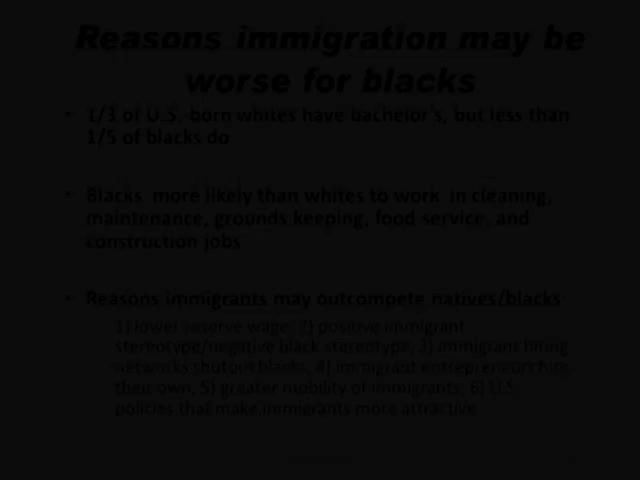 Reasons immigration may be
worse for blacks
• 1/3 of U.S.-born whites have bachelor's, but less than
1/5 of blacks do
• Blacks more likely than whites to work in cleaning,
maintenance, grounds keeping, food service, and
construction jobs
• Reasons immigrants may outcompete natives/blacks
1) lower reserve wage, 2) positive immigrant
stereotype/negative black stereotype, 3) immigrant hiring
networks shutout blacks, 4) immigrant entrepreneurs hire
their own, 5) greater mobility of immigrants, 6) U.S.
policies that make immigrants more attractive